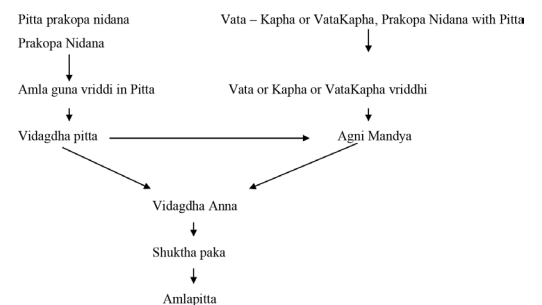 Pitta prakopa nidana
Prakopa Nidana
Vata – Kapha or VataKapha, Prakopa Nidana with Pitta
Amla guna vriddi in Pitta
Vata or Kapha or VataKapha vriddhi
Vidagdha pitta
Agni Mandya
Vidagdha Anna
Shuktha paka
Amlapitta